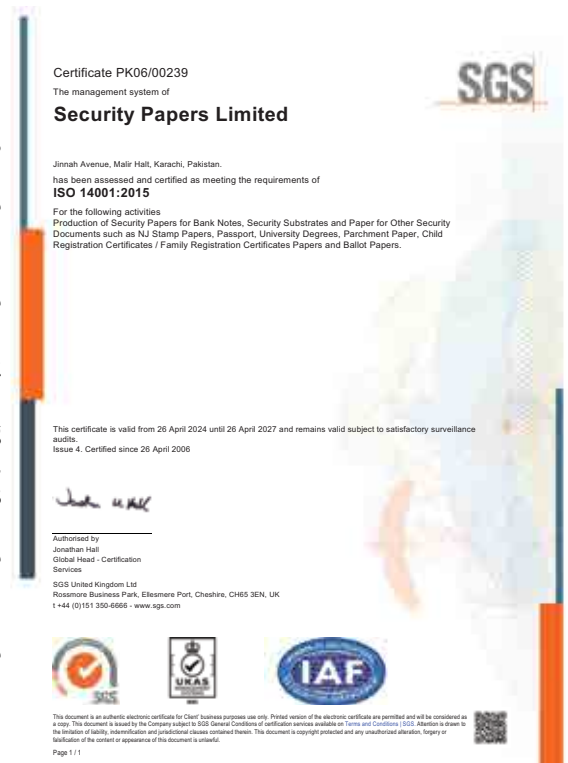 Certificate PK06/00239
SGS
The management system of
Security Papers Limited
Jinnah Avenue, Malir Halt, Karachi, Pakistan.
has been assessed and certified as meeting the requirements of
ISO 14001:2015
For the following activities
Production of Security Papers for Bank Notes, Security Substrates and Paper for Other Security
Documents such as NJ Stamp Papers, Passport, University Degrees, Parchment Paper, Child
Registration Certificates / Family Registration Certificates Papers and Ballot Papers.
This certificate is valid from 26 April 2024 until 26 April 2027 and remains valid subject to satisfactory surveillance
audits.
Issue 4. Certified since 26 April 2006
Authorised by
Jonathan Hall
Global Head - Certification
Services
SGS United Kingdom Ltd
Rossmore Business Park, Ellesmere Port, Cheshire, CH65 3EN, UK
t +44 (0)151 350-6666 - www.sgs.com
SGS
UKAS
MANAGEMENT
SYSTEMS
IAF
This document is an authentic electronic certificate for Client' business purposes use only. Printed version of the electronic certificate are permitted and will be considered as
a copy. This document is issued by the Company subject to SGS General Conditions of certification services available on Terms and Conditions | SGS. Attention is drawn to
the limitation of liability, indemnification and jurisdictional clauses contained therein. This document is copyright protected and any unauthorized alteration, forgery or
falsification of the content or appearance of this document is unlawful.
Page 1 / 1